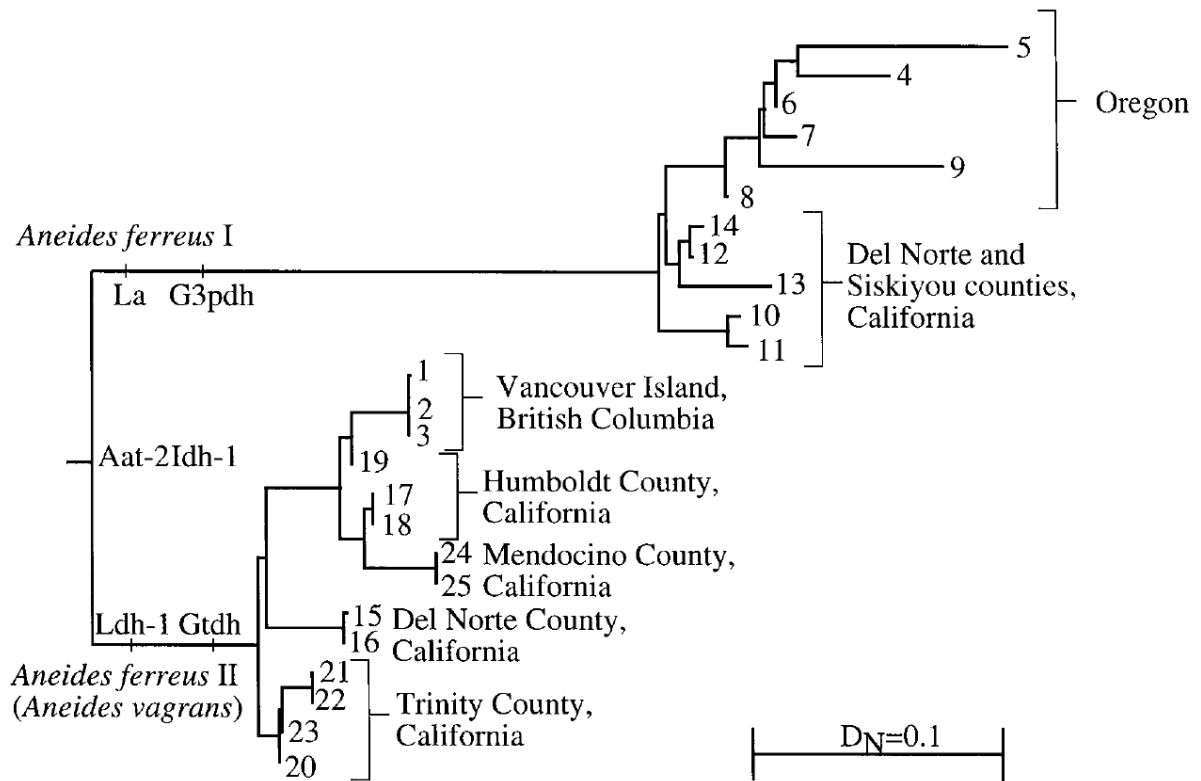 5
4
Oregon
6
7
9
8
Aneides ferreus I
14
12
Del Norte and
Siskiyou counties,
California
La G3pdh
13
10
11
1
2
3
Vancouver Island,
British Columbia
Aat-2Idh-1
19
17
18
Humboldt County,
California
24
25
Mendocino County,
California
15
16
Del Norte County,
California
Ldh-1 Gtdh
Aneides ferreus II
(Aneides vagrans)
21
22
23
20
Trinity County,
California
DN=0.1